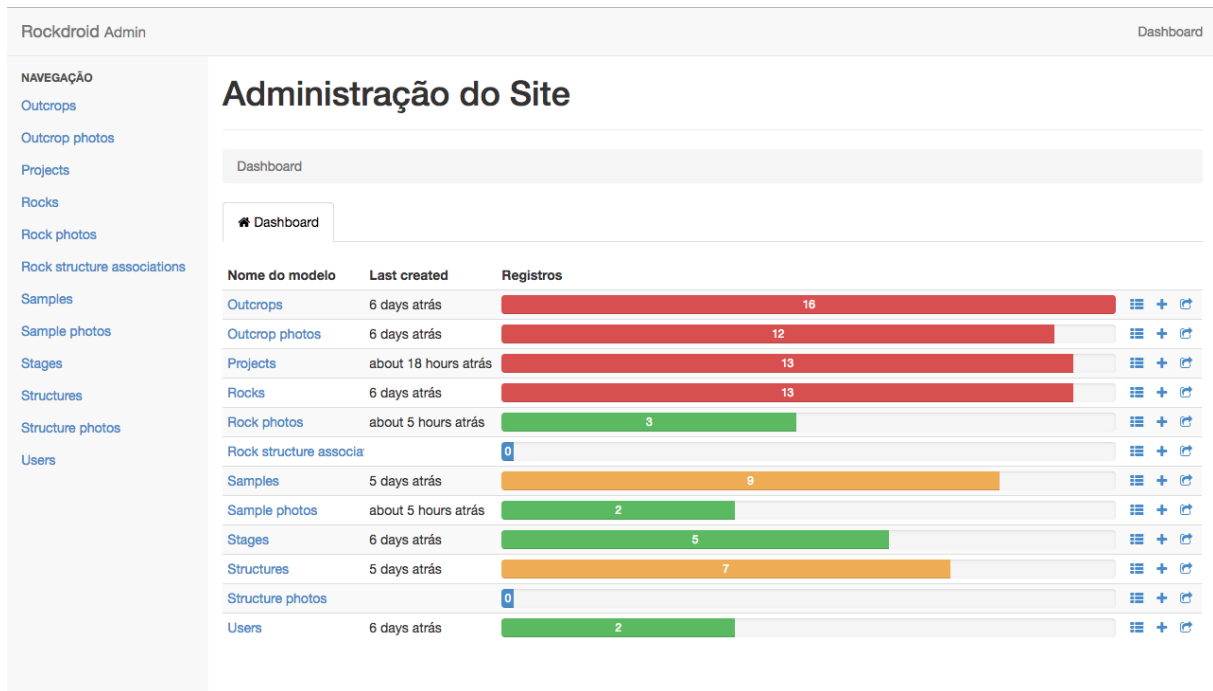 Rockdroid Admin Dashboard
NAVEGAÇÃO
Outcrops
Outcrop photos
Projects
Rocks
Rock photos
Rock structure associations
Samples
Sample photos
Stages
Structures
Structure photos
Users
Administração do Site
Dashboard
Dashboard
Nome do modelo Last created Registros
Outcrops 6 days atrás 16
Outcrop photos 6 days atrás 12
Projects about 18 hours atrás 13
Rocks 6 days atrás 13
Rock photos about 5 hours atrás 3
Rock structure associa 0
Samples 5 days atrás 9
Sample photos about 5 hours atrás 2
Stages 6 days atrás 5
Structures 5 days atrás 7
Structure photos 0
Users 6 days atrás 2